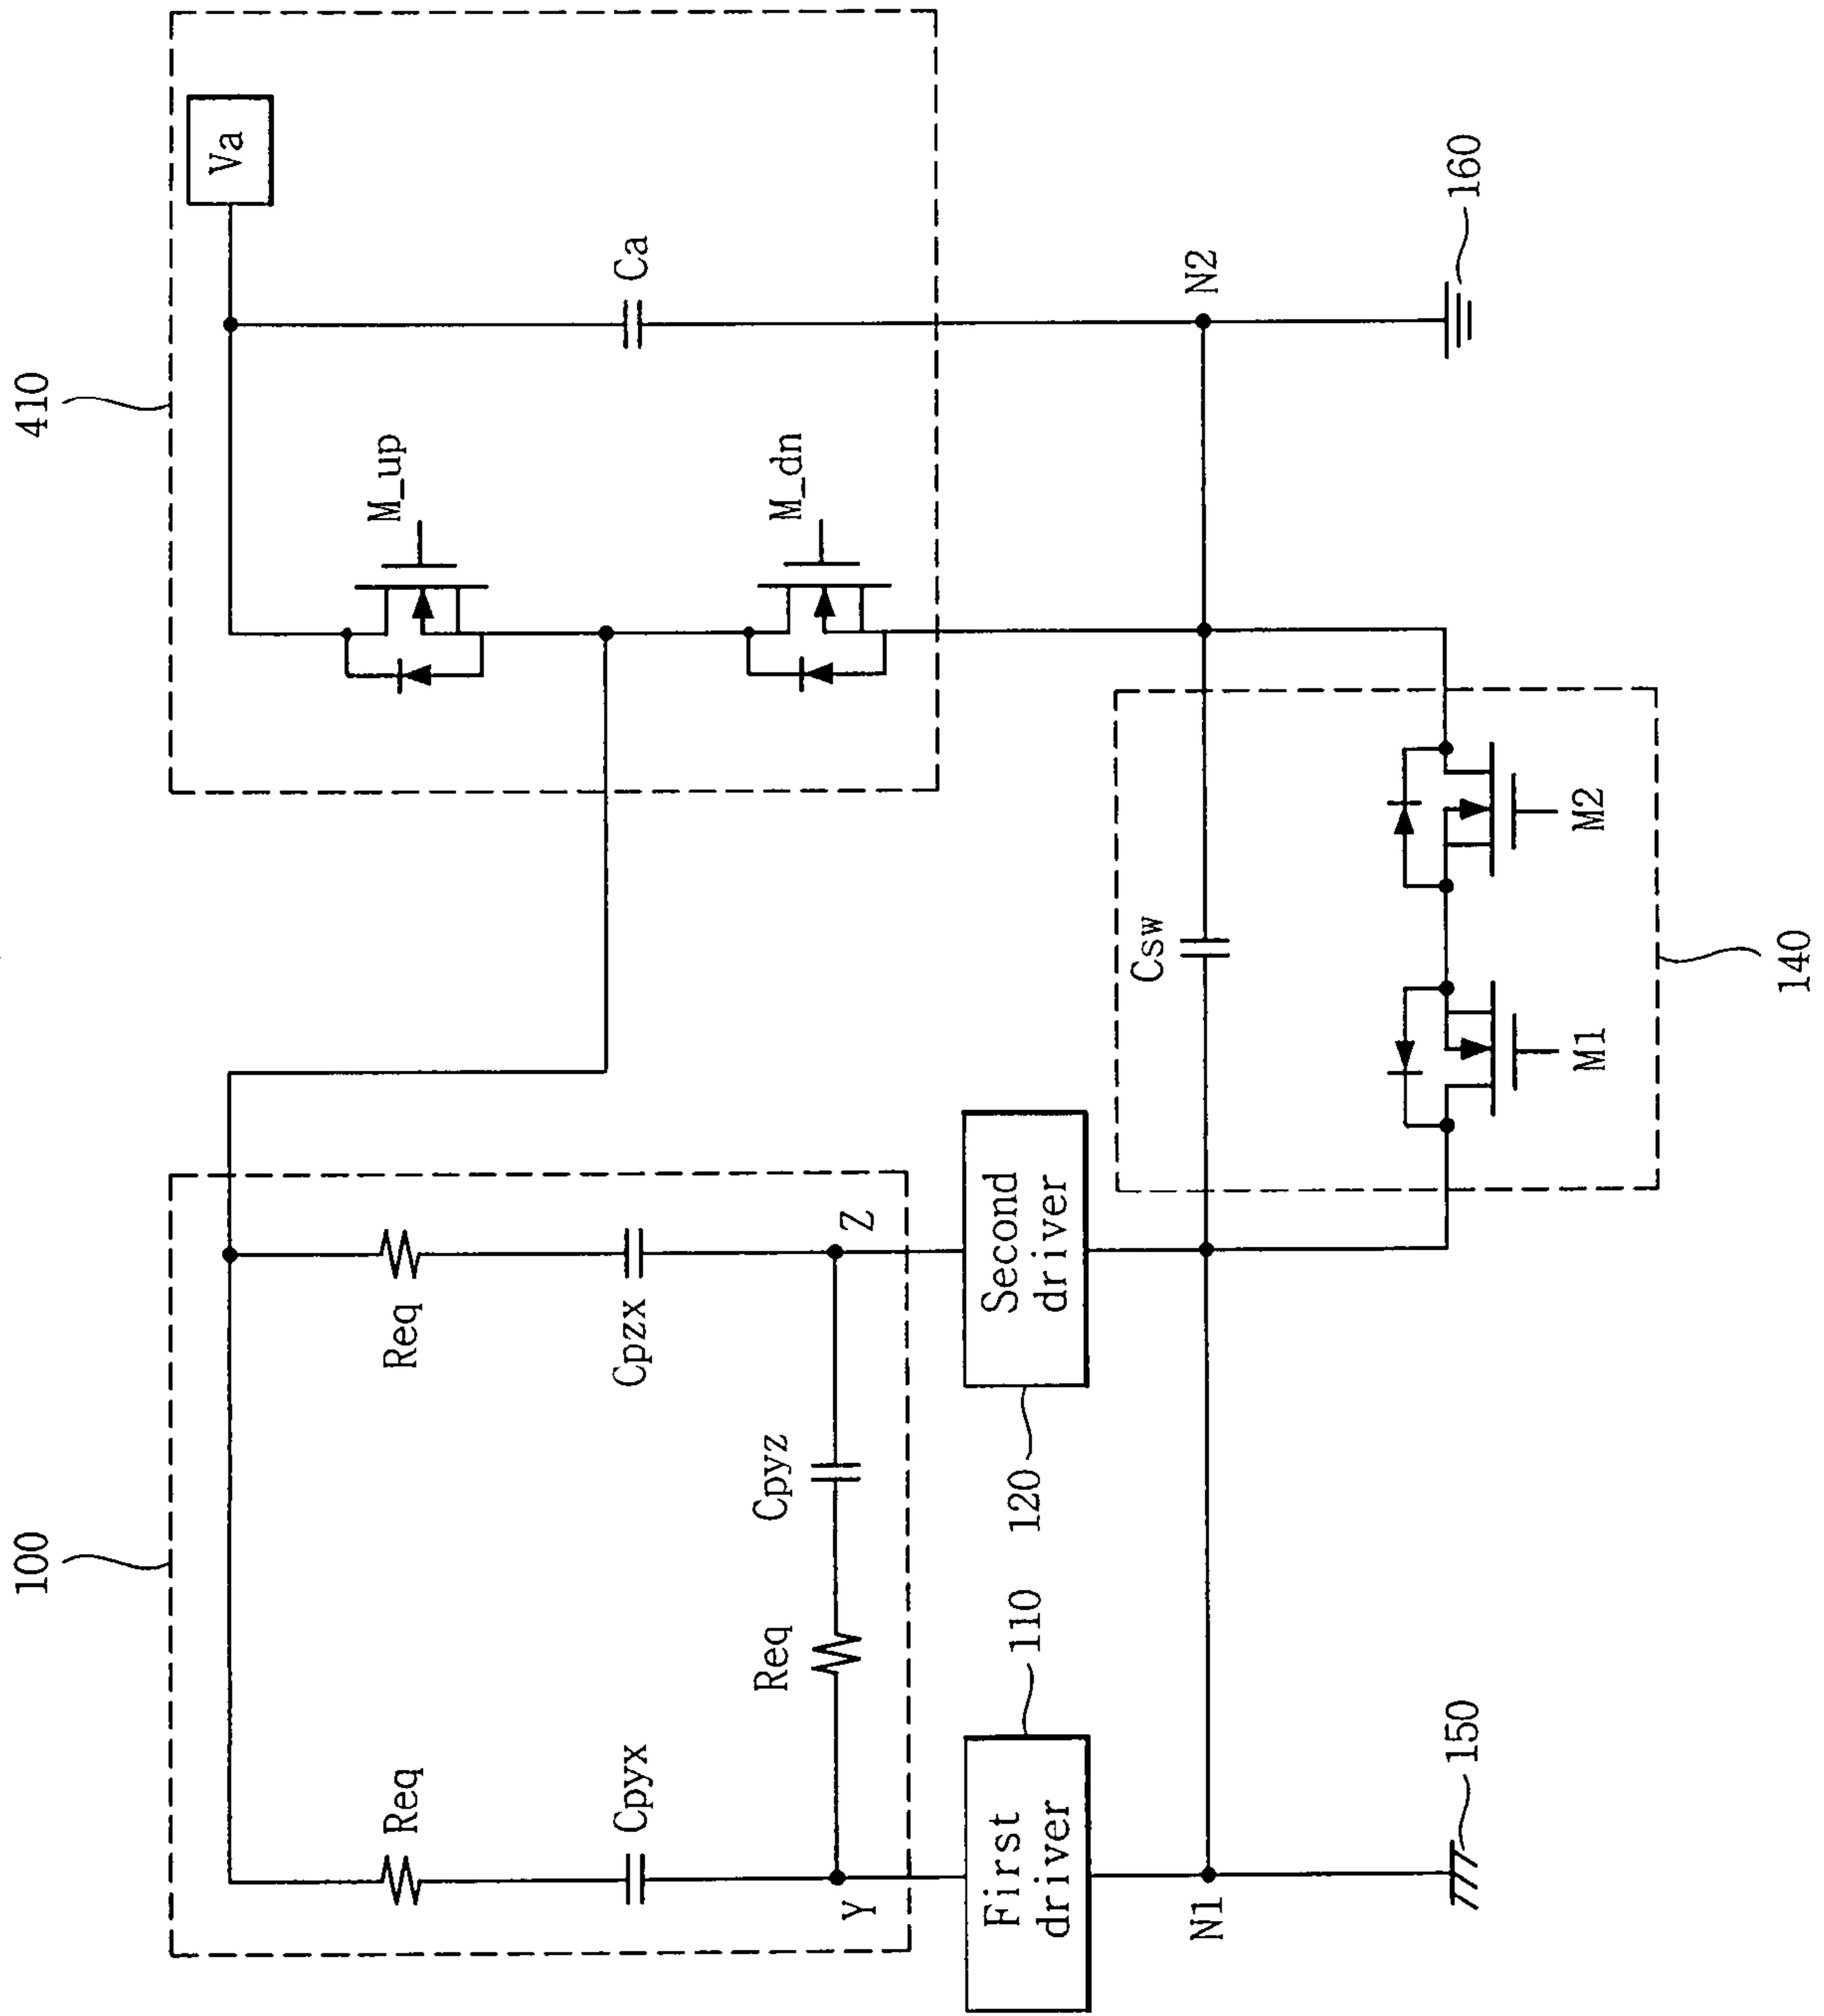 100
410
Req
Req
Va
Cpyx
Cpzx
M_up
Ca
Req
Cpyz
Y
Z
M_dn
First
driver
110
120
Second
driver
N1
Csw
N2
150
M1
M2
160
140